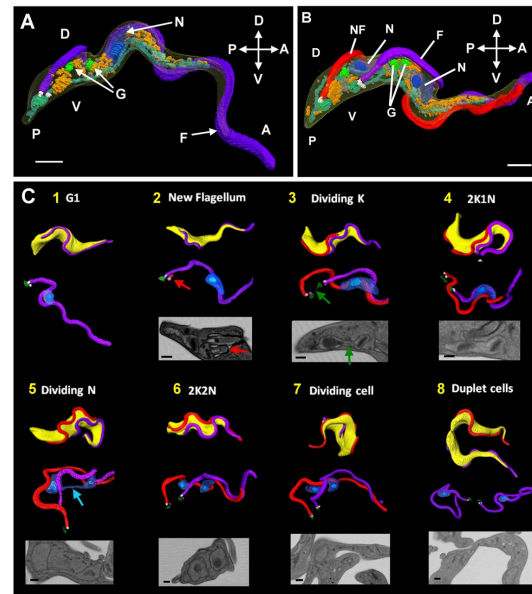 A
N
D
D
P
A
V
G
V
P
F
A
B
D
NF
N
F
D
P
A
V
P
V
G
N
A
C
1 G1
2 New Flagellum
3 Dividing K
4 2K1N
5 Dividing N
6 2K2N
7 Dividing cell
8 Duplet cells